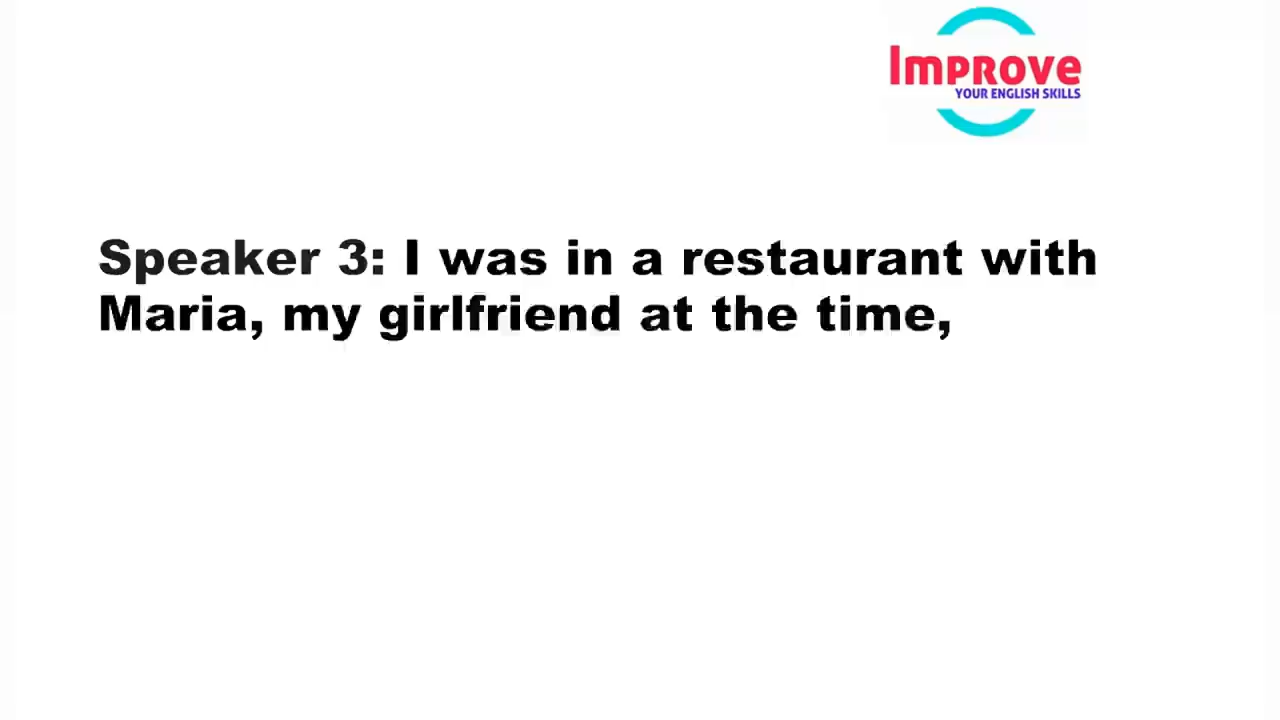 Improve
YOUR ENGLISH SKILLS
Speaker 3: I was in a restaurant with
Maria, my girlfriend at the time,